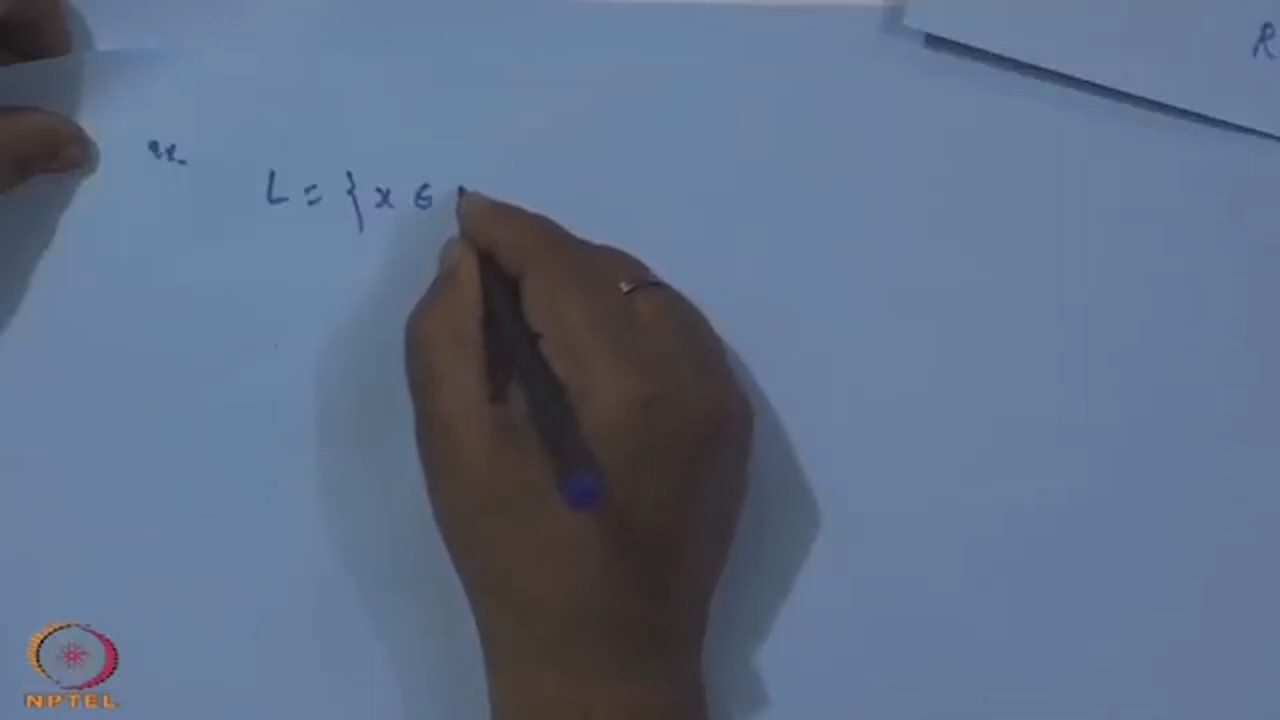 R
ex.
L = { x ∈
NPTEL